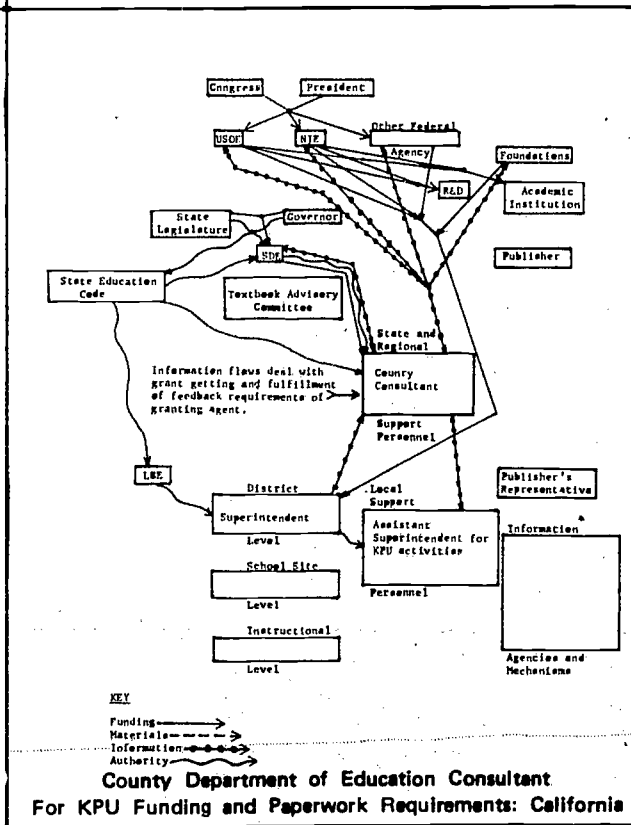 Congress
President
USOE
NIE
Other Federal
Agency
Foundations
R&D
Academic
Institution
State
Legislature
Governor
Publisher
SDE
State Education
Code
Textbook Advisory
Committee
State and
Regional
County
Consultant
Information flows deal with
grant getting and fulfillment
of feedback requirements of
granting agent.
Support
Personnel
LEE
District
Superintendent
Level
Local
Support
Assistant
Superintendent for
KPU activities
Personnel
Publisher's
Representative
Information
School Site
Level
Instructional
Level
Agencies and
Mechanisms
KEY
Funding
Materials
Information
Authority
County Department of Education Consultant
For KPU Funding and Paperwork Requirements: California